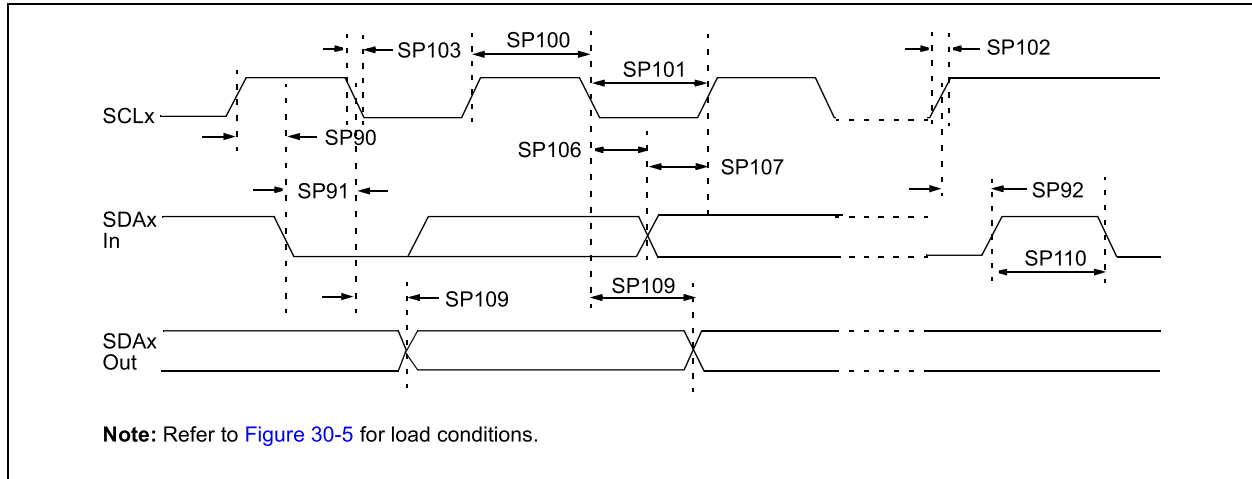 SP103
SP100
SP102
SP101
SCLx
SP90
SP106
SP107
SP91
SP92
SDAx
In
SP110
SP109
SP109
SDAx
Out
Note: Refer to Figure 30-5 for load conditions.